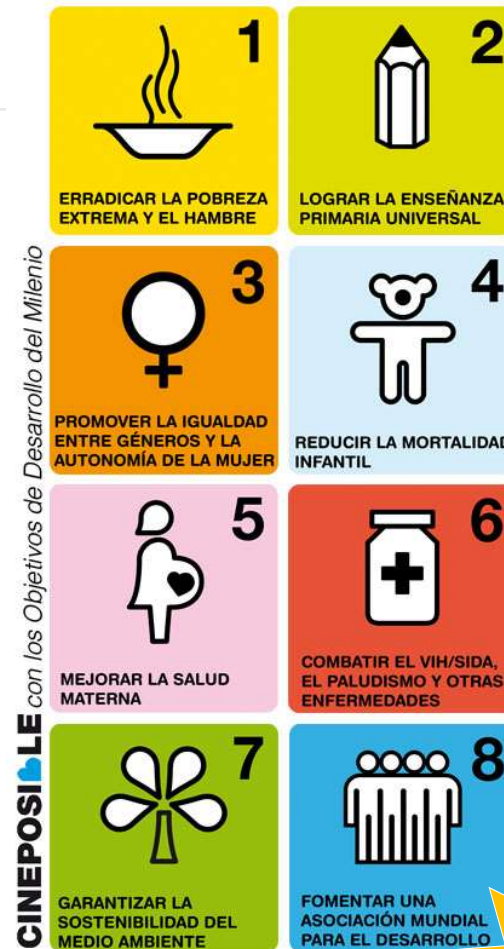 1
ERRADICAR LA POBREZA
EXTREMA Y EL HAMBRE
2
LOGRAR LA ENSEÑANZA
PRIMARIA UNIVERSAL
3
PROMOVER LA IGUALDAD
ENTRE GÉNEROS Y LA
AUTONOMÍA DE LA MUJER
4
REDUCIR LA MORTALIDAD
INFANTIL
5
MEJORAR LA SALUD
MATERNA
6
COMBATIR EL VIH/SIDA,
EL PALUDISMO Y OTRAS
ENFERMEDADES
7
GARANTIZAR LA
SOSTENIBILIDAD DEL
MEDIO AMBIENTE
8
FOMENTAR UNA
ASOCIACIÓN MUNDIAL
PARA EL DESARROLLO
CINEPOSIBLE con los Objetivos de Desarrollo del Milenio